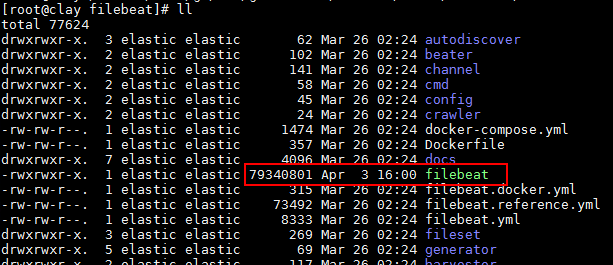 [root@clay filebeat]# ll
total 77624
drwxrwxr-x. 3 elastic elastic 62 Mar 26 02:24 autodiscover
drwxrwxr-x. 2 elastic elastic 102 Mar 26 02:24 beater
drwxrwxr-x. 2 elastic elastic 141 Mar 26 02:24 channel
drwxrwxr-x. 2 elastic elastic 58 Mar 26 02:24 cmd
drwxrwxr-x. 2 elastic elastic 45 Mar 26 02:24 config
drwxrwxr-x. 2 elastic elastic 24 Mar 26 02:24 crawler
-rw-rw-r--. 1 elastic elastic 1474 Mar 26 02:24 docker-compose.yml
-rw-rw-r--. 1 elastic elastic 357 Mar 26 02:24 Dockerfile
drwxrwxr-x. 7 elastic elastic 4096 Mar 26 02:24 docs
-rwxrwxr-x. 1 elastic elastic 79340801 Apr 3 16:00 filebeat
-rw-rw-r--. 1 elastic elastic 315 Mar 26 02:24 filebeat.docker.yml
-rw-rw-r--. 1 elastic elastic 73492 Mar 26 02:24 filebeat.reference.yml
-rw-rw-r--. 1 elastic elastic 8333 Mar 26 02:24 filebeat.yml
drwxrwxr-x. 3 elastic elastic 269 Mar 26 02:24 fileset
drwxrwxr-x. 5 elastic elastic 69 Mar 26 02:24 generator
drwxrwxr-x. 2 elastic elastic 117 Mar 26 02:24 harvester